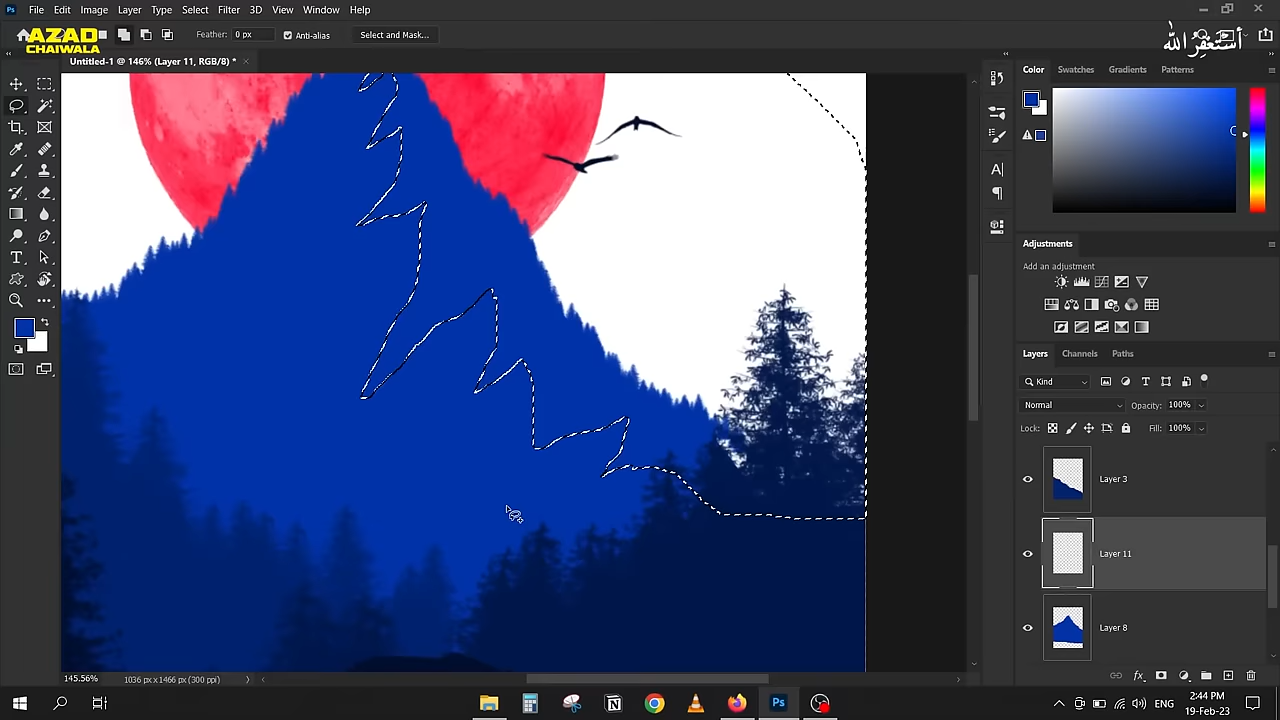 File Edit Image Layer Type Select Filter 3D View Window Help
AZAD
CHAIWALA
Feather: 0 px Anti-alias Select and Mask...
أستغفر الله
Untitled-1 @ 146% (Layer 11, RGB/8) * ×
Color Swatches Gradients Patterns
Adjustments
Add an adjustment
Layers Channels Paths
Kind
Normal Opacity: 100%
Lock: Fill: 100%
Layer 3
Layer 11
Layer 8
145.56% 1036 px x 1466 px (300 ppi)
ENG 2:44 PM
19-Feb-23